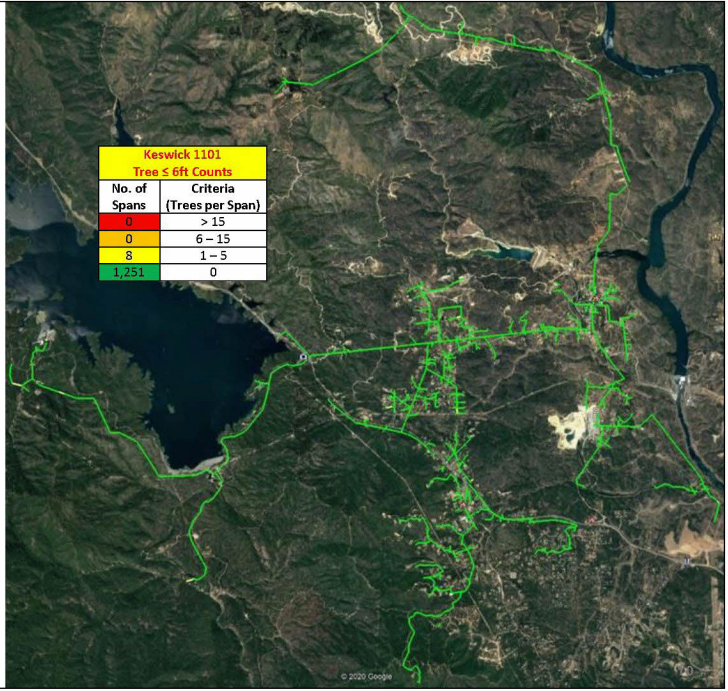 Keswick 1101
Tree ≤ 6ft Counts
No. of Spans Criteria (Trees per Span)
0 > 15
0 6 – 15
8 1 – 5
1,251 0
© 2020 Google